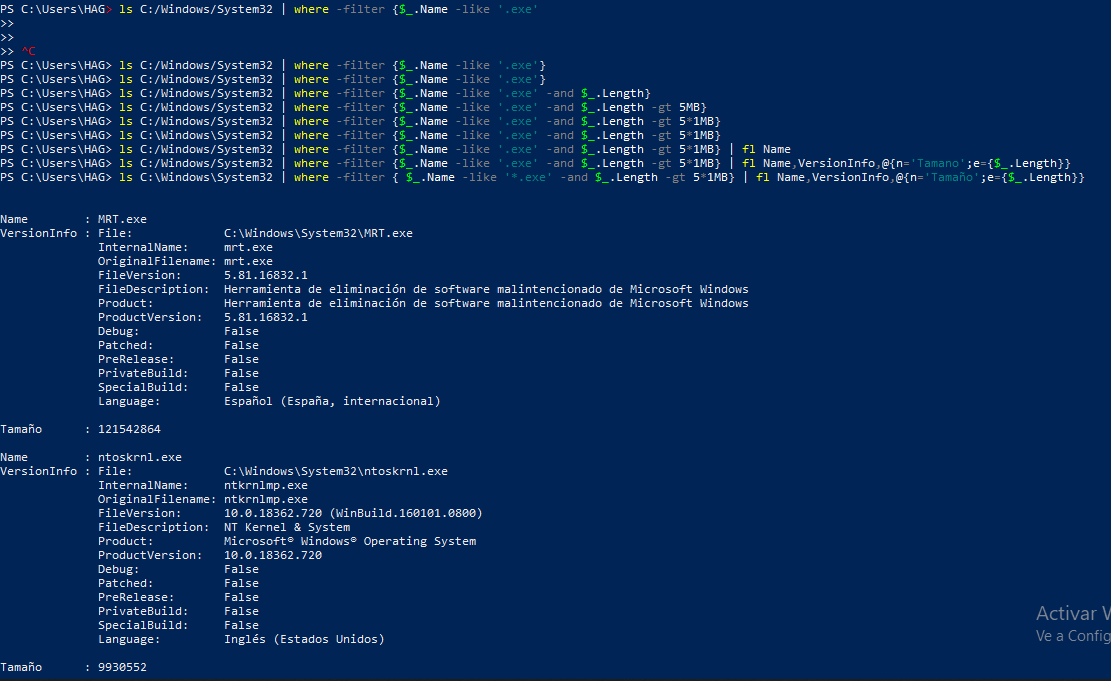 PS C:\Users\HAG> ls C:/Windows/System32 | where -filter {$_.Name -like '.exe'
>>
>>
>> ^C
PS C:\Users\HAG> ls C:/Windows/System32 | where -filter {$_.Name -like '.exe'}
PS C:\Users\HAG> ls C:/Windows/System32 | where -filter {$_.Name -like '.exe'}
PS C:\Users\HAG> ls C:/Windows/System32 | where -filter {$_.Name -like '.exe' -and $_.Length}
PS C:\Users\HAG> ls C:/Windows/System32 | where -filter {$_.Name -like '.exe' -and $_.Length -gt 5MB}
PS C:\Users\HAG> ls C:/Windows/System32 | where -filter {$_.Name -like '.exe' -and $_.Length -gt 5*1MB}
PS C:\Users\HAG> ls C:/Windows/System32 | where -filter {$_.Name -like '.exe' -and $_.Length -gt 5*1MB}
PS C:\Users\HAG> ls C:/Windows/System32 | where -filter {$_.Name -like '.exe' -and $_.Length -gt 5*1MB} | fl Name
PS C:\Users\HAG> ls C:/Windows/System32 | where -filter {$_.Name -like '.exe' -and $_.Length -gt 5*1MB} | fl Name,VersionInfo,@{n='Tamano';e={$_.Length}}
PS C:\Users\HAG> ls C:\Windows\System32 | where -filter { $_.Name -like '*.exe' -and $_.Length -gt 5*1MB} | fl Name,VersionInfo,@{n='Tamaño';e={$_.Length}}
Name : MRT.exe
VersionInfo : File: C:\Windows\System32\MRT.exe
InternalName: mrt.exe
OriginalFilename: mrt.exe
FileVersion: 5.81.16832.1
FileDescription: Herramienta de eliminación de software malintencionado de Microsoft Windows
Product: Herramienta de eliminación de software malintencionado de Microsoft Windows
ProductVersion: 5.81.16832.1
Debug: False
Patched: False
PreRelease: False
PrivateBuild: False
SpecialBuild: False
Language: Español (España, internacional)
Tamaño : 121542864
Name : ntoskrnl.exe
VersionInfo : File: C:\Windows\System32\ntoskrnl.exe
InternalName: ntkrnlmp.exe
OriginalFilename: ntkrnlmp.exe
FileVersion: 10.0.18362.720 (WinBuild.160101.0800)
FileDescription: NT Kernel & System
Product: Microsoft® Windows® Operating System
ProductVersion: 10.0.18362.720
Debug: False
Patched: False
PreRelease: False
PrivateBuild: False
SpecialBuild: False
Language: Inglés (Estados Unidos)
Tamaño : 9930552
Activar W
Ve a Config